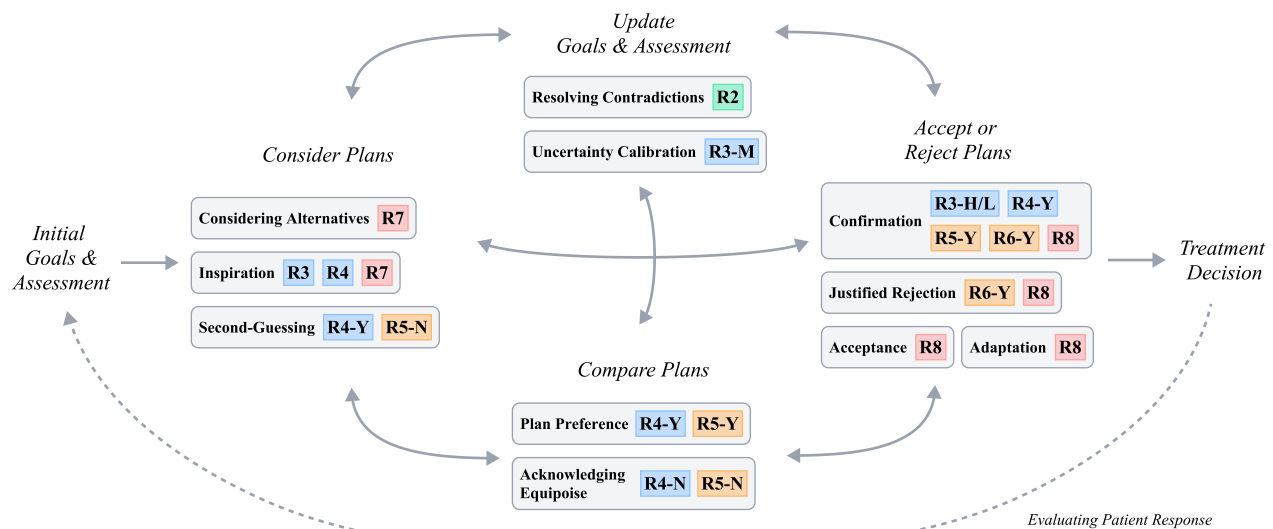 Update
Goals & Assessment
Resolving Contradictions R2
Uncertainty Calibration R3-M
Consider Plans
Considering Alternatives R7
Inspiration R3 R4 R7
Second-Guessing R4-Y R5-N
Initial
Goals &
Assessment
Accept or
Reject Plans
Confirmation R3-H/L R4-Y
R5-Y R6-Y R8
Justified Rejection R6-Y R8
Acceptance R8 Adaptation R8
Treatment
Decision
Compare Plans
Plan Preference R4-Y R5-Y
Acknowledging
Equipoise R4-N R5-N
Evaluating Patient Response